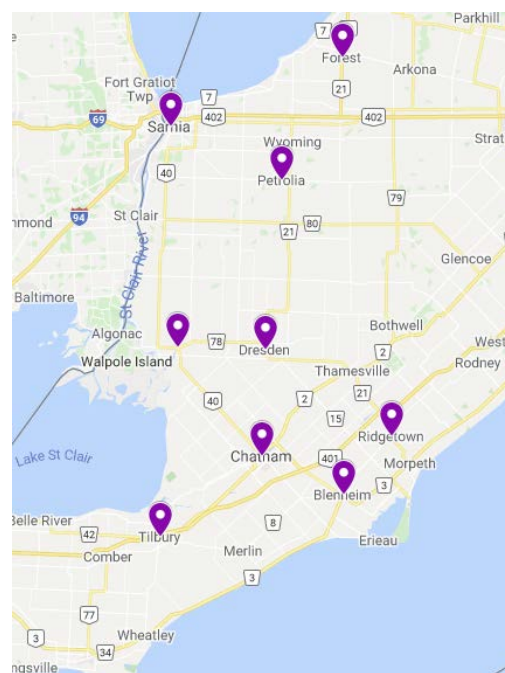 Parkhill
7
Forest
Arkona
Fort Gratiot
Twp
7
21
69
402
402
Sarnia
Wyoming
Strat
40
Petrolia
79
94
mmond
St Clair
21
80
St Clair River
Glencoe
Baltimore
Algonac
Bothwell
78
Dresden
2
West
Walpole Island
Thamesville
Rodney
40
2
21
15
Ridgetown
Lake St Clair
Chatham
401
Morpeth
3
Blenheim
Belle River
42
Tilbury
8
Erieau
Comber
Merlin
3
77
3
Wheatley
34
ngsville